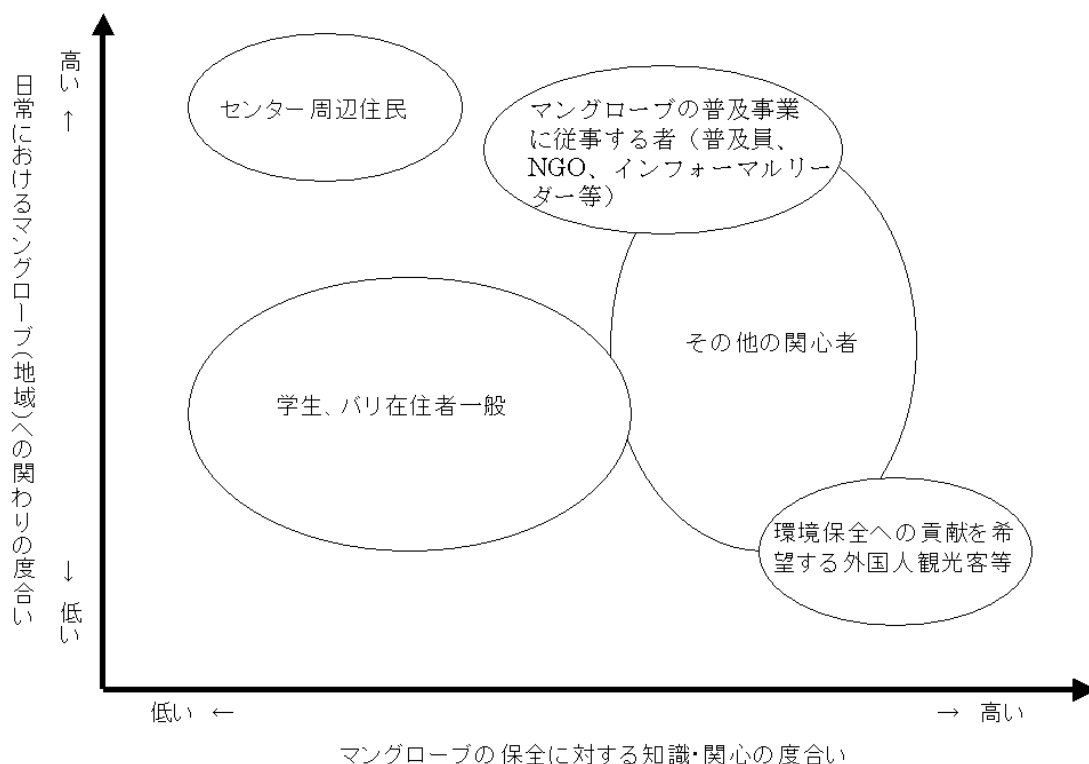 日常におけるマングローブ(地域)への関わりの度合い
高い ↑
↓ 低い
センター周辺住民
マングローブの普及事業
に従事する者（普及員、
NGO、インフォーマルリー
ダー等）
その他の関心者
学生、バリ在住者一般
環境保全への貢献を希
望する外国人観光客等
低い ←
→ 高い
マングローブの保全に対する知識・関心の度合い